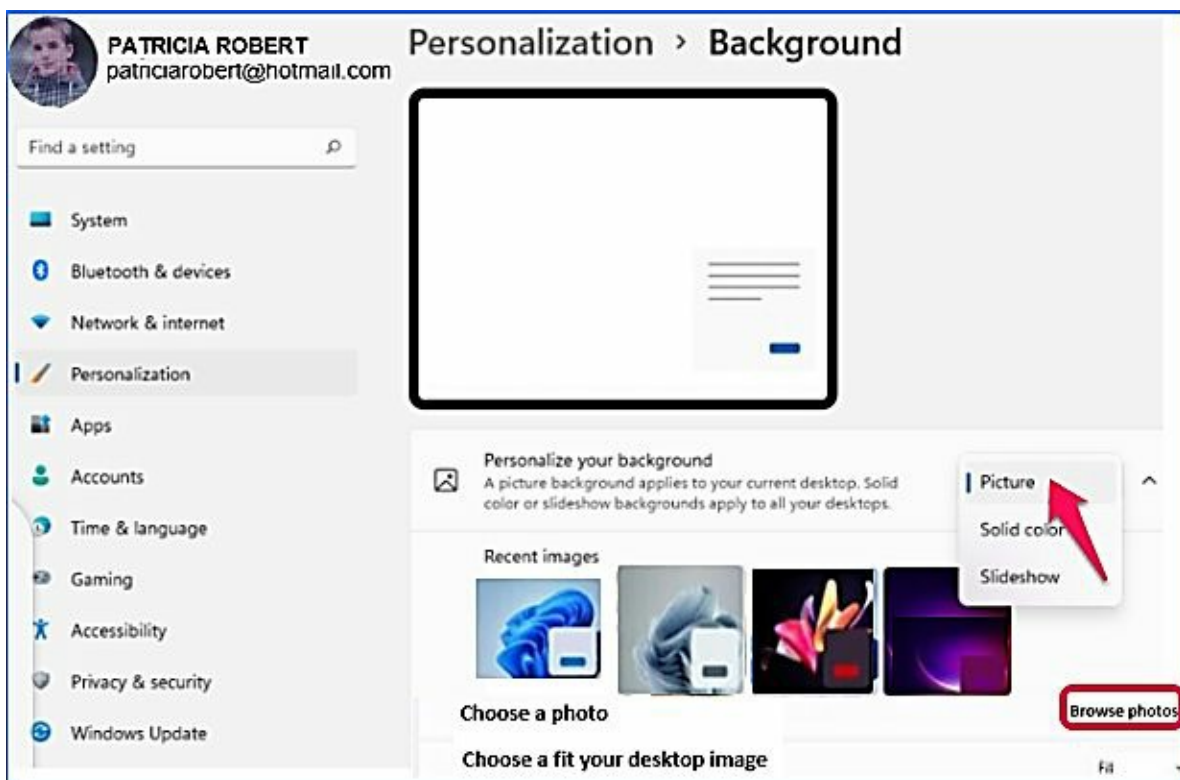 PATRICIA ROBERT
patriciarobert@hotmail.com
Find a setting
System
Bluetooth & devices
Network & internet
Personalization
Apps
Accounts
Time & language
Gaming
Accessibility
Privacy & security
Windows Update
Personalization > Background
Personalize your background
A picture background applies to your current desktop. Solid
color or slideshow backgrounds apply to all your desktops.
Picture
Solid color
Slideshow
Recent images
Choose a photo
Browse photos
Choose a fit your desktop image
Fill